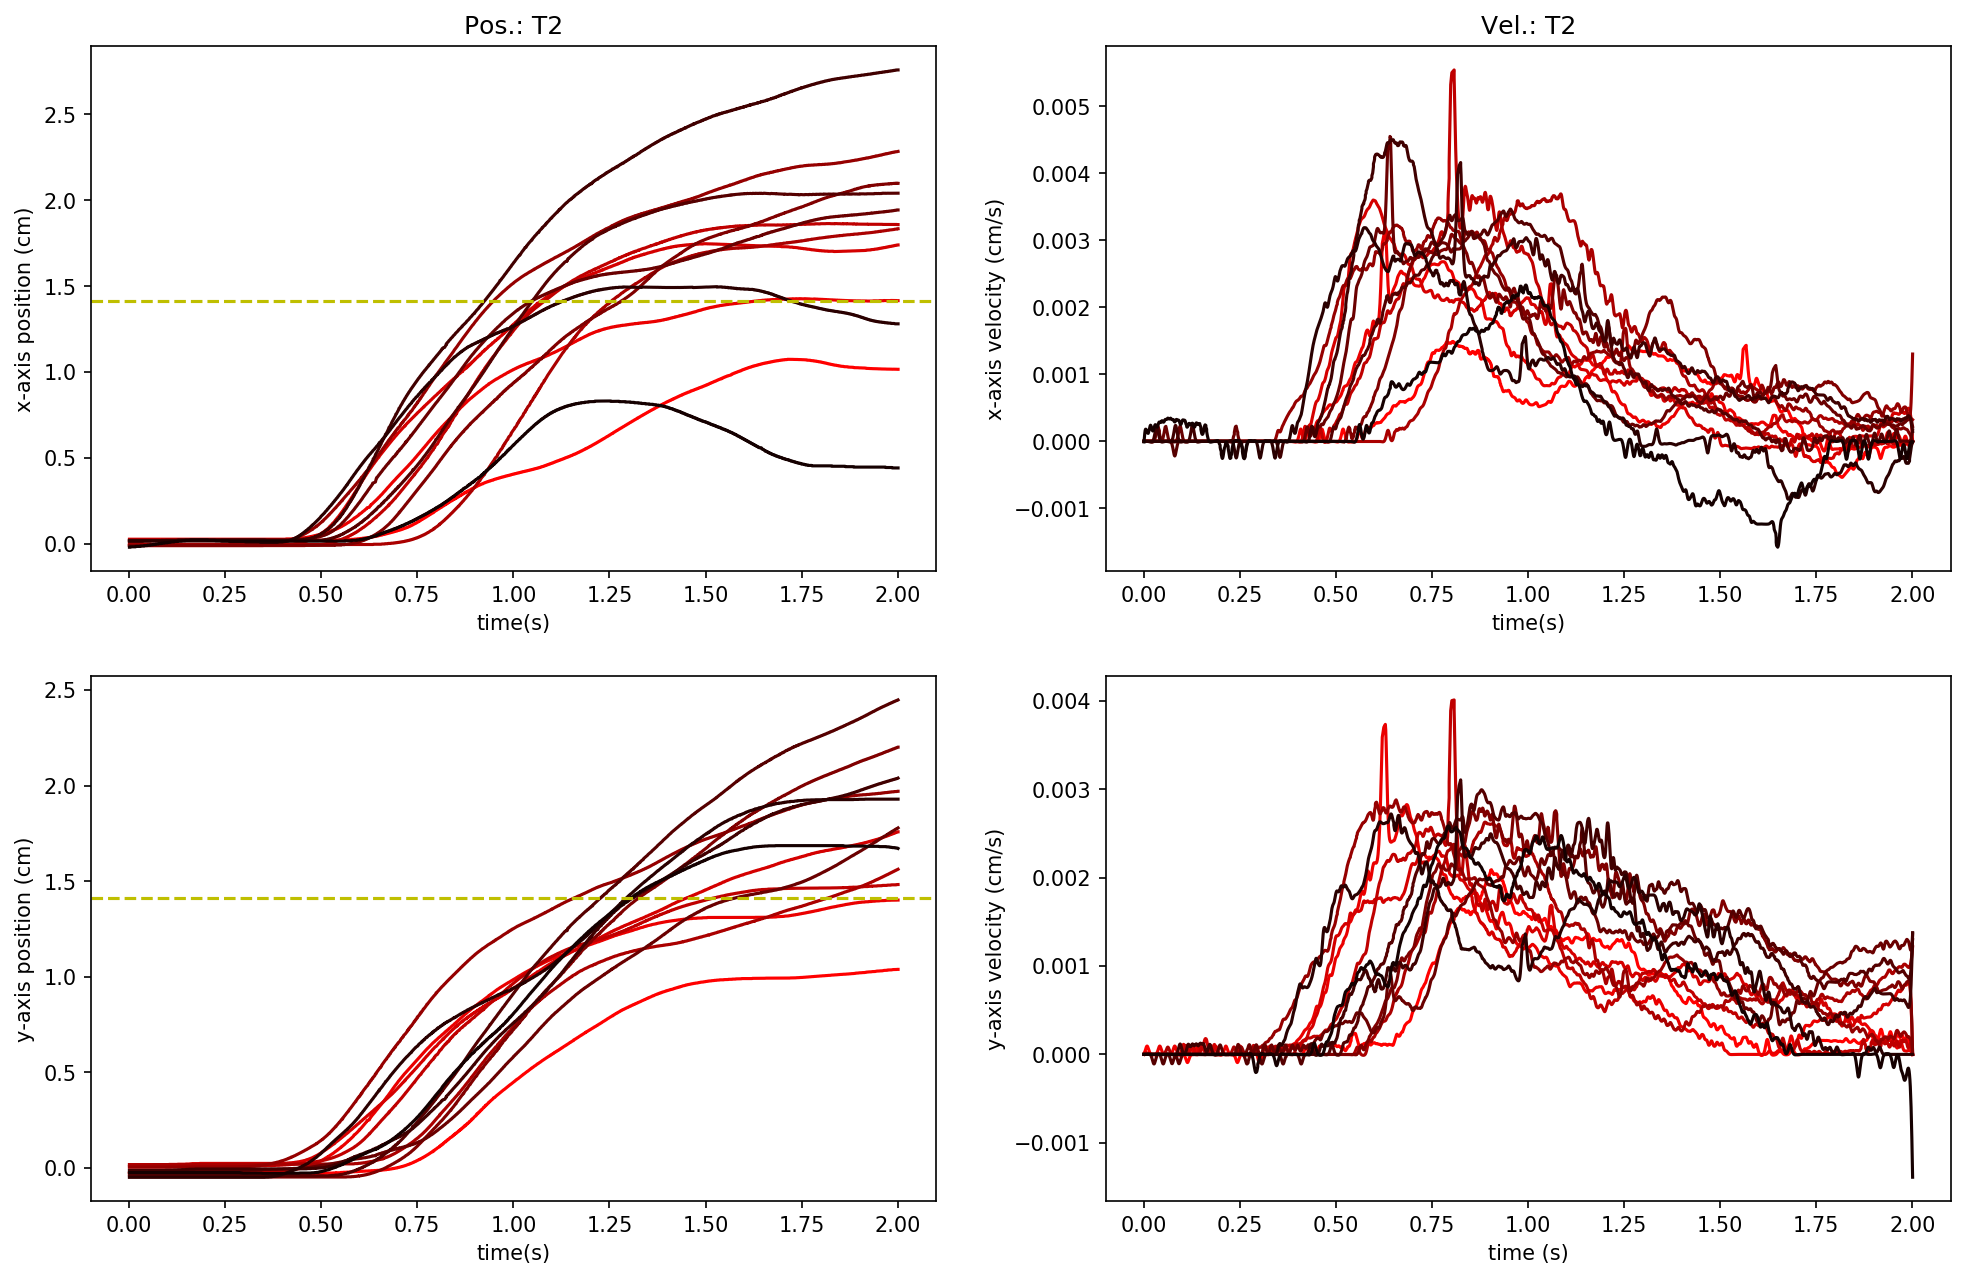 Pos.: T2
x-axis position (cm)
2.5
2.0
1.5
1.0
0.5
0.0
0.00 0.25 0.50 0.75 1.00 1.25 1.50 1.75 2.00
time(s)
Vel.: T2
x-axis velocity (cm/s)
0.005
0.004
0.003
0.002
0.001
0.000
−0.001
0.00 0.25 0.50 0.75 1.00 1.25 1.50 1.75 2.00
time(s)
y-axis position (cm)
2.5
2.0
1.5
1.0
0.5
0.0
0.00 0.25 0.50 0.75 1.00 1.25 1.50 1.75 2.00
time(s)
y-axis velocity (cm/s)
0.004
0.003
0.002
0.001
0.000
−0.001
0.00 0.25 0.50 0.75 1.00 1.25 1.50 1.75 2.00
time (s)